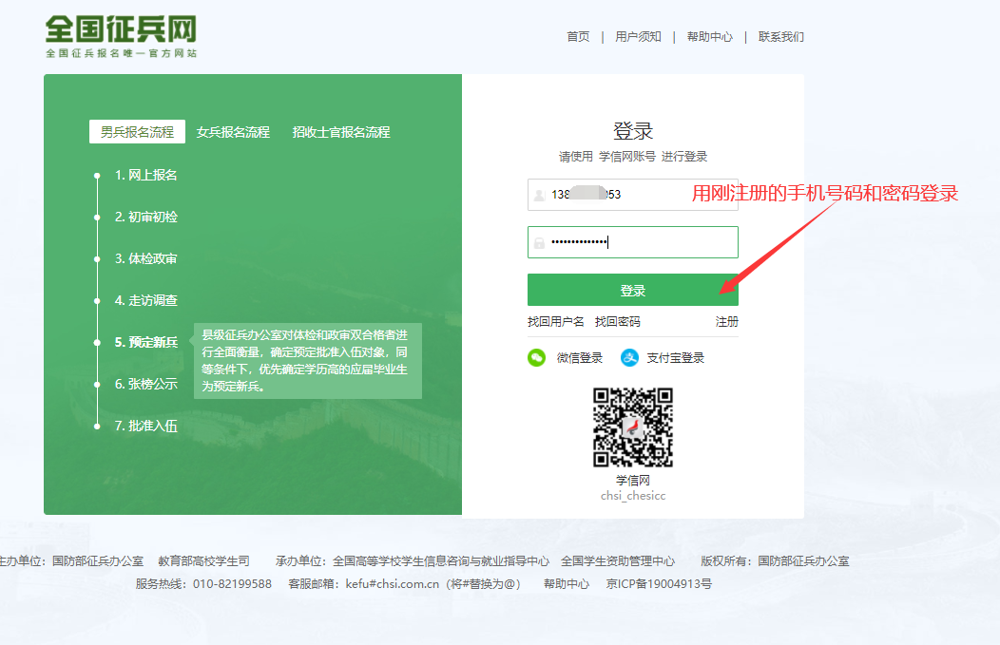 全国征兵网
全国征兵报名唯一官方网站
首页 | 用户须知 | 帮助中心 | 联系我们
男兵报名流程 女兵报名流程 招收士官报名流程
1. 网上报名
2. 初审初检
3. 体检政审
4. 走访调查
5. 预定新兵
县级征兵办公室对体检和政审双合格者进
行全面衡量，确定预定批准入伍对象，同
等条件下，优先确定学历高的应届毕业生
为预定新兵。
6. 张榜公示
7. 批准入伍
登录
请使用 学信网账号 进行登录
138 053
用刚注册的手机号码和密码登录
登录
找回用户名 找回密码 注册
微信登录 支付宝登录
学信网
chsi_chesicc
主办单位：国防部征兵办公室 教育部高校学生司 承办单位：全国高等学校学生信息咨询与就业指导中心 全国学生资助管理中心 版权所有：国防部征兵办公室
服务热线：010-82199588 客服邮箱：kefu#chsi.com.cn（将#替换为@） 帮助中心 京ICP备19004913号